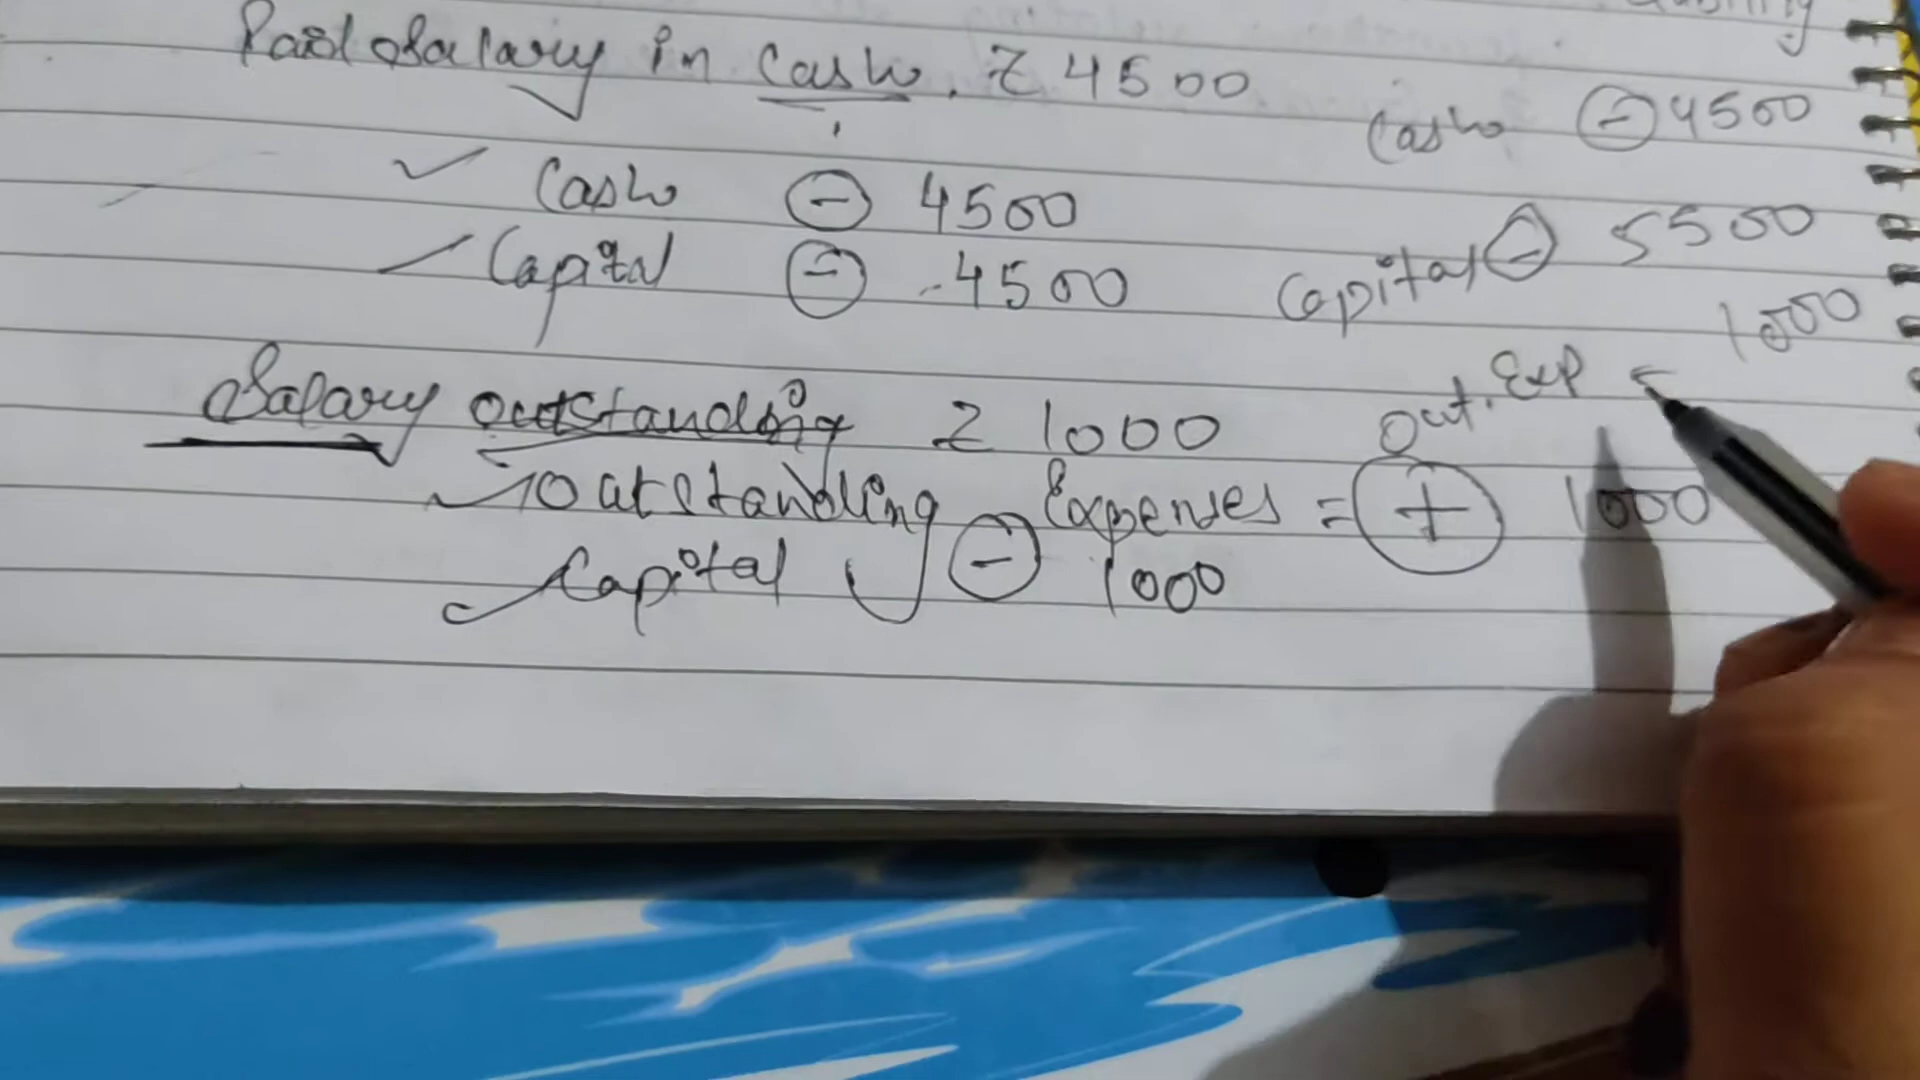 Paid Salary in Cash. ₹ 4500
Cash ⊖ 4500
Capital ⊖ 4500
Salary outstanding ₹ 1000
Outstanding Expenses = ⊕ 1000
Capital ⊖ 1000
Cash ⊖ 4500
Capital ⊖ 5500
Out. Exp 1000